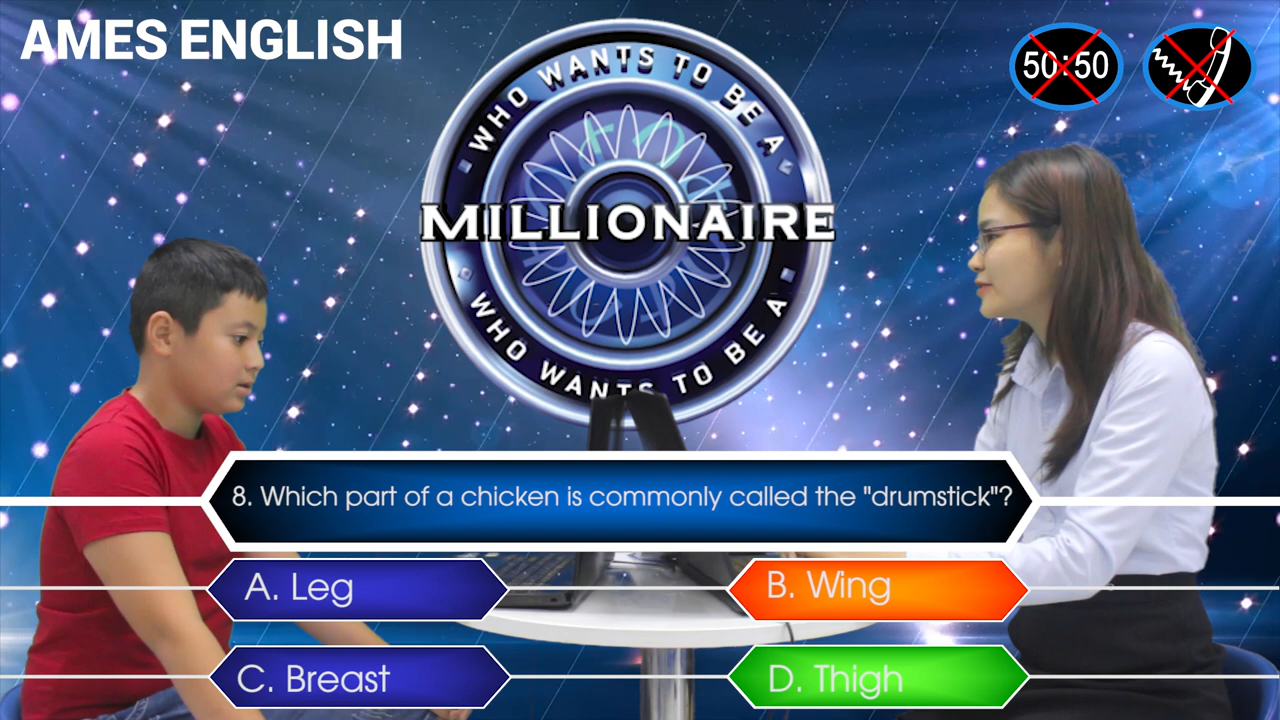 AMES ENGLISH
50:50
WHO WANTS TO BE A
MILLIONAIRE
WHO WANTS TO BE A
8. Which part of a chicken is commonly called the "drumstick"?
A. Leg
B. Wing
C. Breast
D. Thigh